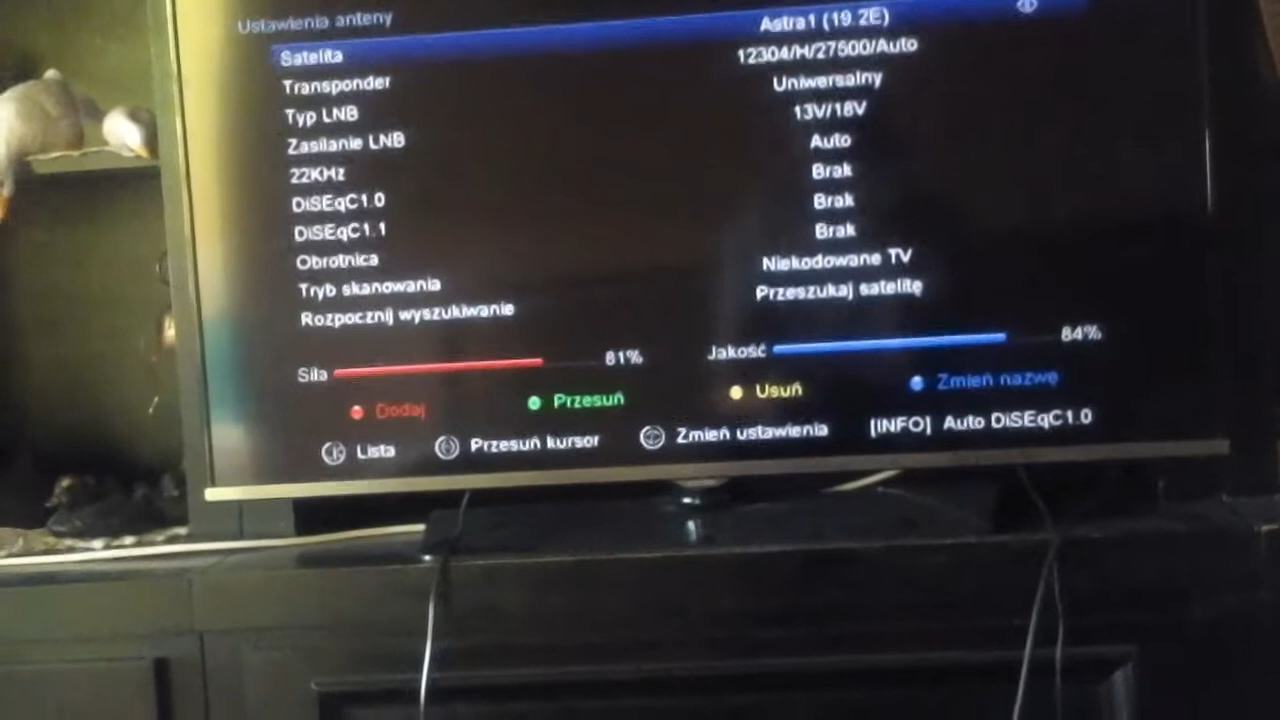 Ustawienia anteny
Satelita Astra1 (19.2E)
Transponder 12304/H/27500/Auto
Typ LNB Uniwersalny
Zasilanie LNB 13V/18V
22KHz Auto
DiSEqC1.0 Brak
DiSEqC1.1 Brak
Obrotnica Brak
Tryb skanowania Niekodowane TV
Rozpocznij wyszukiwanie Przeszukaj satelitę
Siła 81% Jakość 84%
Dodaj Przesuń Usuń Zmień nazwę
Lista Przesuń kursor Zmień ustawienia [INFO] Auto DiSEqC1.0